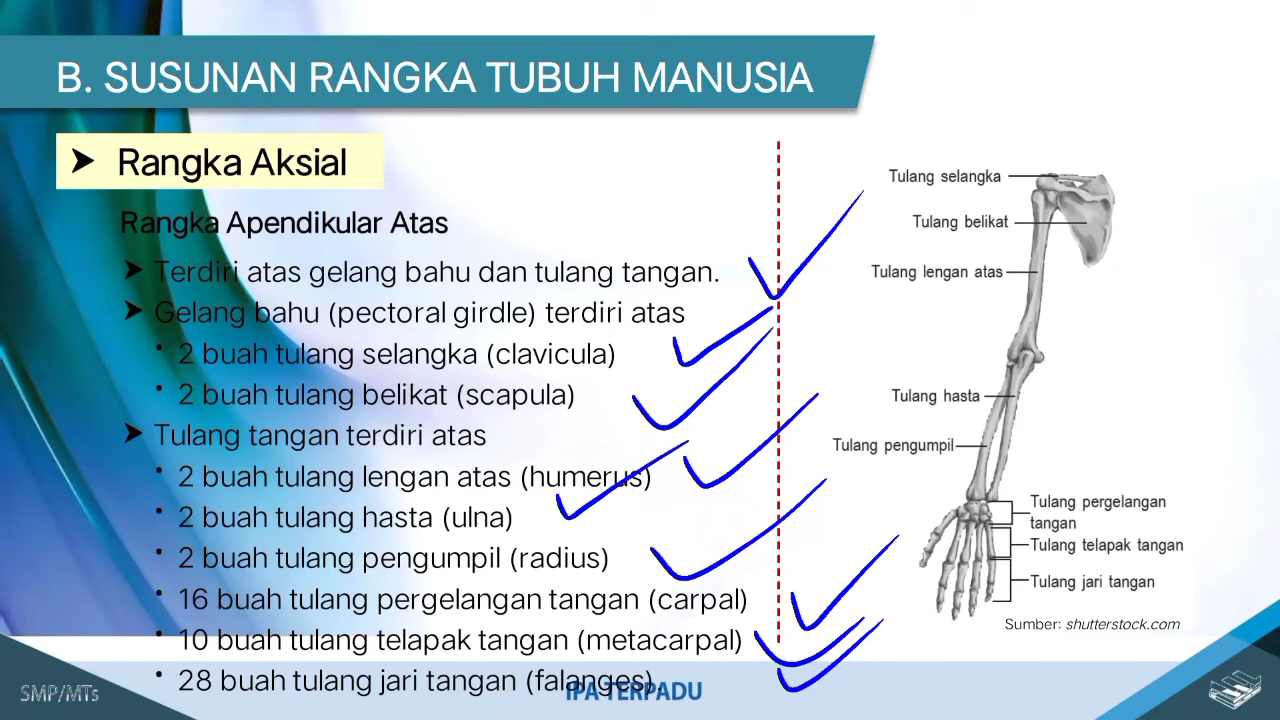 B. SUSUNAN RANGKA TUBUH MANUSIA
➤ Rangka Aksial
Rangka Apendikular Atas
➤ Terdiri atas gelang bahu dan tulang tangan.
➤ Gelang bahu (pectoral girdle) terdiri atas
• 2 buah tulang selangka (clavicula)
• 2 buah tulang belikat (scapula)
➤ Tulang tangan terdiri atas
• 2 buah tulang lengan atas (humerus)
• 2 buah tulang hasta (ulna)
• 2 buah tulang pengumpil (radius)
• 16 buah tulang pergelangan tangan (carpal)
• 10 buah tulang telapak tangan (metacarpal)
• 28 buah tulang jari tangan (falanges).
Tulang selangka
Tulang belikat
Tulang lengan atas
Tulang hasta
Tulang pengumpil
Tulang pergelangan
tangan
Tulang telapak tangan
Tulang jari tangan
Sumber: shutterstock.com
SMP/MTs
IPA TERPADU